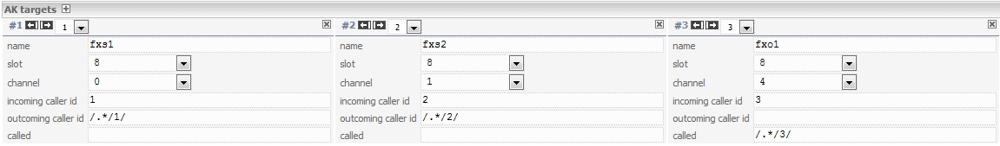 AK targets
#1 1 #2 2 #3 3
name fxs1 name fxs2 name fxo1
slot 8 slot 8 slot 8
channel 0 channel 1 channel 4
incoming caller id 1 incoming caller id 2 incoming caller id 3
outcoming caller id /.*/1/ outcoming caller id /.*/2/ outcoming caller id
called called called /.*/3/